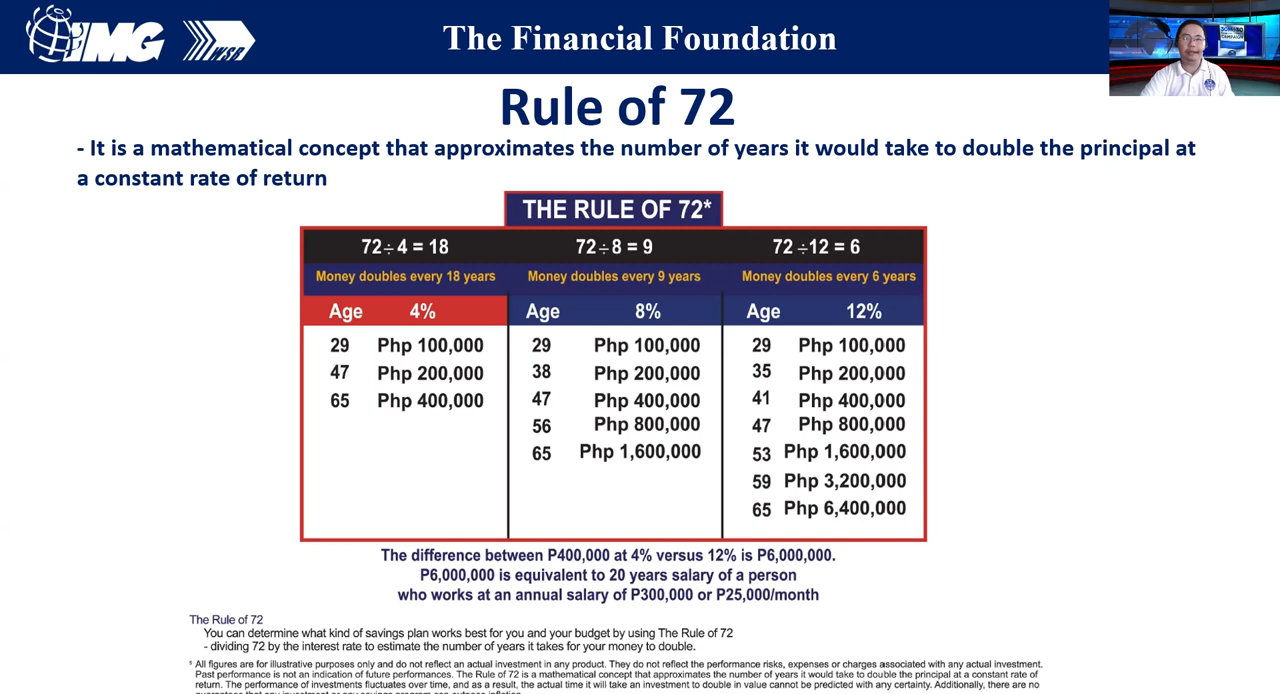 IMG
WSB
The Financial Foundation
Rule of 72
- It is a mathematical concept that approximates the number of years it would take to double the principal at
a constant rate of return
THE RULE OF 72*
72÷4 = 18 72÷8 = 9 72÷12 = 6
Money doubles every 18 years Money doubles every 9 years Money doubles every 6 years
Age 4% Age 8% Age 12%
29 Php 100,000 29 Php 100,000 29 Php 100,000
47 Php 200,000 38 Php 200,000 35 Php 200,000
65 Php 400,000 47 Php 400,000 41 Php 400,000
56 Php 800,000 47 Php 800,000
65 Php 1,600,000 53 Php 1,600,000
59 Php 3,200,000
65 Php 6,400,000
The difference between P400,000 at 4% versus 12% is P6,000,000.
P6,000,000 is equivalent to 20 years salary of a person
who works at an annual salary of P300,000 or P25,000/month
The Rule of 72
You can determine what kind of savings plan works best for you and your budget by using The Rule of 72
- dividing 72 by the interest rate to estimate the number of years it takes for your money to double.
All figures are for illustrative purposes only and do not reflect an actual investment in any product. They do not reflect the performance risks, expenses or charges associated with any actual investment.
Past performance is not an indication of future performances. The Rule of 72 is a mathematical concept that approximates the number of years it would take to double the principal at a constant rate of
return. The performance of investments fluctuates over time, and as a result, the actual time it will take an investment to double in value cannot be predicted with any certainty. Additionally, there are no